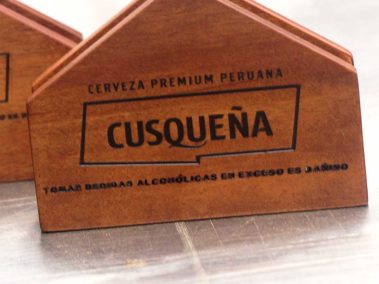 CERVEZA PREMIUM PERUANA
CUSQUEÑA
TOMAR BEBIDAS ALCOHÓLICAS EN EXCESO ES DAÑINO